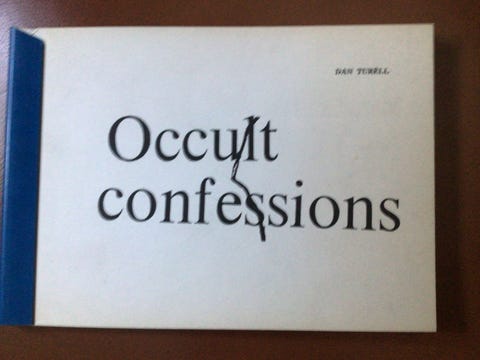 DAN TURÈLL
Occult
confessions